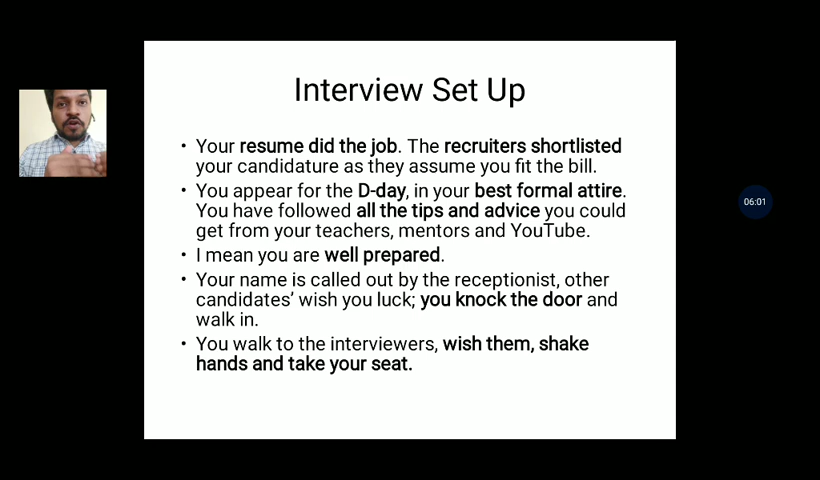 Interview Set Up
• Your resume did the job. The recruiters shortlisted
your candidature as they assume you fit the bill.
• You appear for the D-day, in your best formal attire.
You have followed all the tips and advice you could
get from your teachers, mentors and YouTube.
• I mean you are well prepared.
• Your name is called out by the receptionist, other
candidates’ wish you luck; you knock the door and
walk in.
• You walk to the interviewers, wish them, shake
hands and take your seat.
06:01